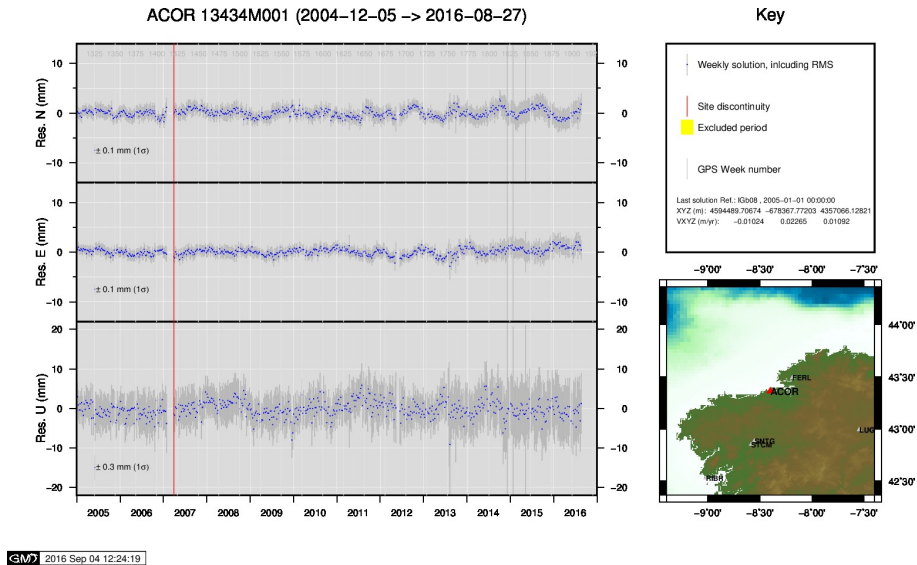 ACOR 13434M001 (2004−12−05 −> 2016−08−27)
Key
Res. N (mm)
10
0
−10
10
0
−10
± 0.1 mm (1σ)
Res. E (mm)
10
0
−10
10
0
−10
± 0.1 mm (1σ)
Res. U (mm)
20
10
0
−10
−20
20
10
0
−10
−20
± 0.3 mm (1σ)
2005 2006 2007 2008 2009 2010 2011 2012 2013 2014 2015 2016
Weekly solution, inlcuding RMS
Site discontinuity
Excluded period
GPS Week number
Last solution Ref.: IGb08 , 2005−01−01 00:00:00
XYZ (m): 4594489.70674 −678367.77203 4357066.12821
VXYZ (m/yr): −0.01024 0.02265 0.01092
−9˚00' −8˚30' −8˚00' −7˚30'
44˚00'
FERL
43˚30'
ACOR
43˚00'
LUG
SNTG
STCM
RIBR
42˚30'
−9˚00' −8˚30' −8˚00' −7˚30'
GMT 2016 Sep 04 12:24:19